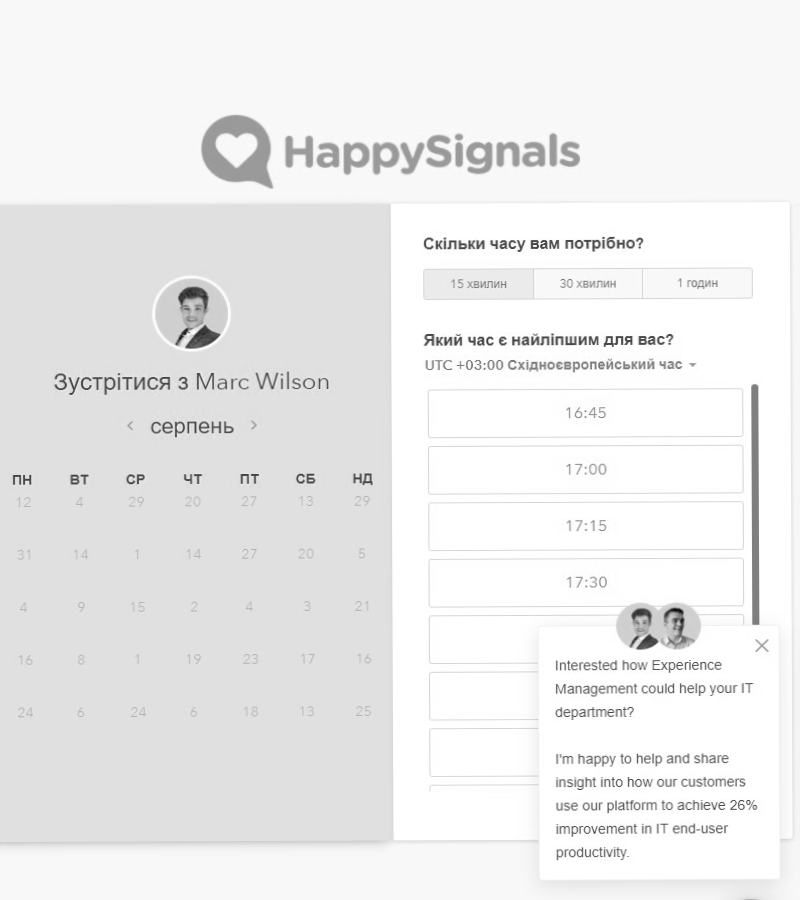 HappySignals
Зустрітися з Marc Wilson
серпень
ПН ВТ СР ЧТ ПТ СБ НД
12 4 29 20 27 13 29
31 14 1 14 27 20 5
4 9 15 2 4 3 21
16 8 1 19 23 17 16
24 6 24 6 18 13 25
Скільки часу вам потрібно?
15 хвилин 30 хвилин 1 годин
Який час є найліпшим для вас?
UTC +03:00 Східноєвропейський час
16:45
17:00
17:15
17:30
Interested how Experience
Management could help your IT
department?
I'm happy to help and share
insight into how our customers
use our platform to achieve 26%
improvement in IT end-user
productivity.